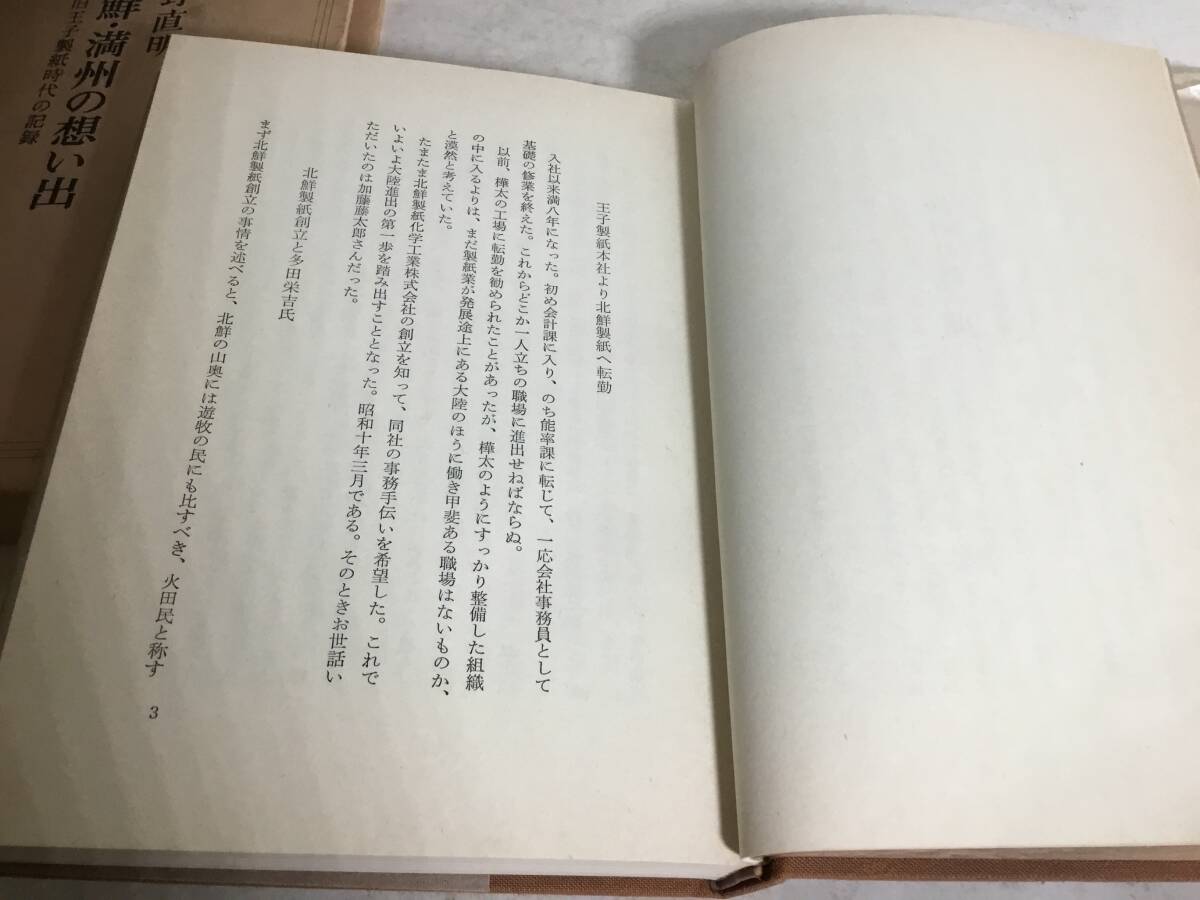 王子製紙本社より北鮮製紙へ転勤
入社以来満八年になった。初め会計課に入り、のち能率課に転じて、一応会社事務員として
基礎の修業を終えた。これからどこか一人立ちの職場に進出せねばならぬ。
以前、樺太の工場に転勤を勧められたことがあったが、樺太のようにすっかり整備した組織
の中に入るよりは、まだ製紙業が発展途上にある大陸のほうに働き甲斐ある職場はないものか、
と漠然と考えていた。
たまたま北鮮製紙化学工業株式会社の創立を知って、同社の事務手伝いを希望した。これで
いよいよ大陸進出の第一歩を踏み出すこととなった。昭和十年三月である。そのときお世話い
ただいたのは加藤藤太郎さんだった。
北鮮製紙創立と多田栄吉氏
まず北鮮製紙創立の事情を述べると、北鮮の山奥には遊牧の民にも比すべき、火田民と称す
3
直明
鮮・満州の想い出
旧王子製紙時代の記録